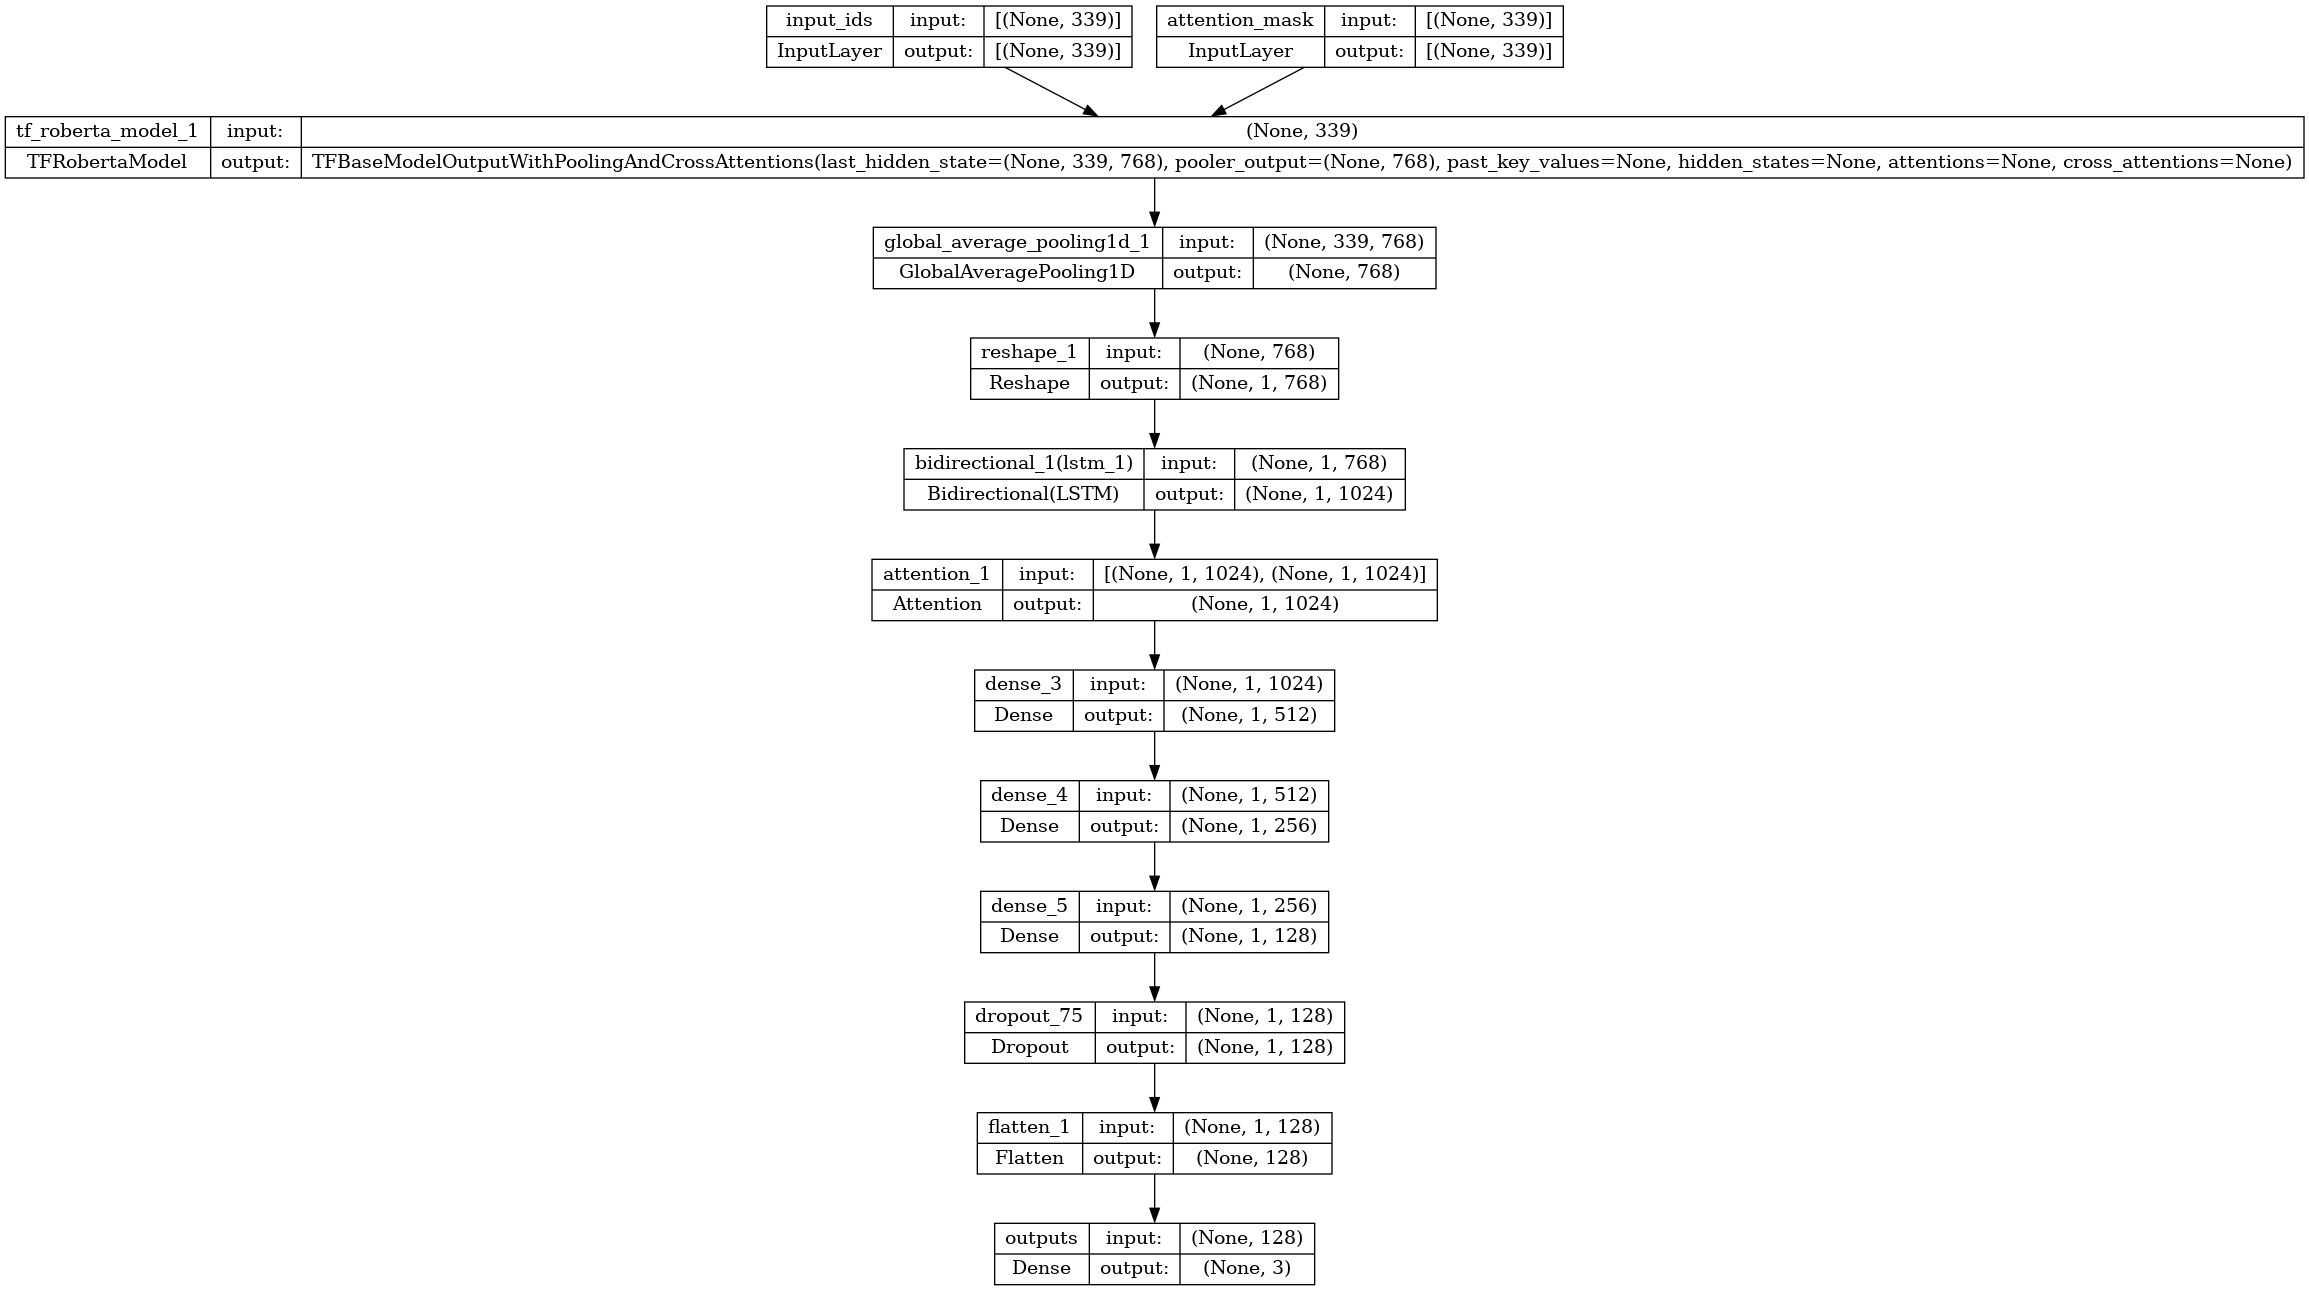 input_ids input: [(None, 339)]
InputLayer output: [(None, 339)]
attention_mask input: [(None, 339)]
InputLayer output: [(None, 339)]
tf_roberta_model_1 input: (None, 339)
TFRobertaModel output: TFBaseModelOutputWithPoolingAndCrossAttentions(last_hidden_state=(None, 339, 768), pooler_output=(None, 768), past_key_values=None, hidden_states=None, attentions=None, cross_attentions=None)
global_average_pooling1d_1 input: (None, 339, 768)
GlobalAveragePooling1D output: (None, 768)
reshape_1 input: (None, 768)
Reshape output: (None, 1, 768)
bidirectional_1(lstm_1) input: (None, 1, 768)
Bidirectional(LSTM) output: (None, 1, 1024)
attention_1 input: [(None, 1, 1024), (None, 1, 1024)]
Attention output: (None, 1, 1024)
dense_3 input: (None, 1, 1024)
Dense output: (None, 1, 512)
dense_4 input: (None, 1, 512)
Dense output: (None, 1, 256)
dense_5 input: (None, 1, 256)
Dense output: (None, 1, 128)
dropout_75 input: (None, 1, 128)
Dropout output: (None, 1, 128)
flatten_1 input: (None, 1, 128)
Flatten output: (None, 128)
outputs input: (None, 128)
Dense output: (None, 3)